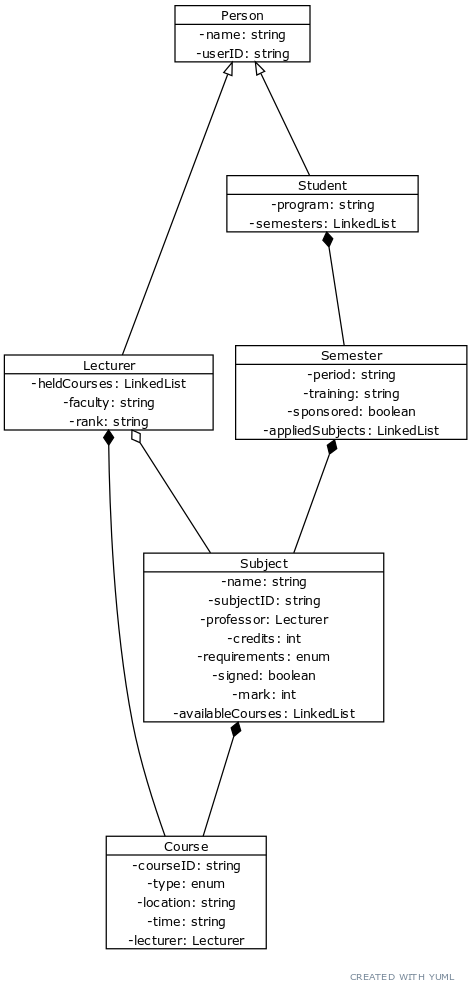 Person
-name: string
-userID: string
Student
-program: string
-semesters: LinkedList
Lecturer
-heldCourses: LinkedList
-faculty: string
-rank: string
Semester
-period: string
-training: string
-sponsored: boolean
-appliedSubjects: LinkedList
Subject
-name: string
-subjectID: string
-professor: Lecturer
-credits: int
-requirements: enum
-signed: boolean
-mark: int
-availableCourses: LinkedList
Course
-courseID: string
-type: enum
-location: string
-time: string
-lecturer: Lecturer
CREATED WITH YUML